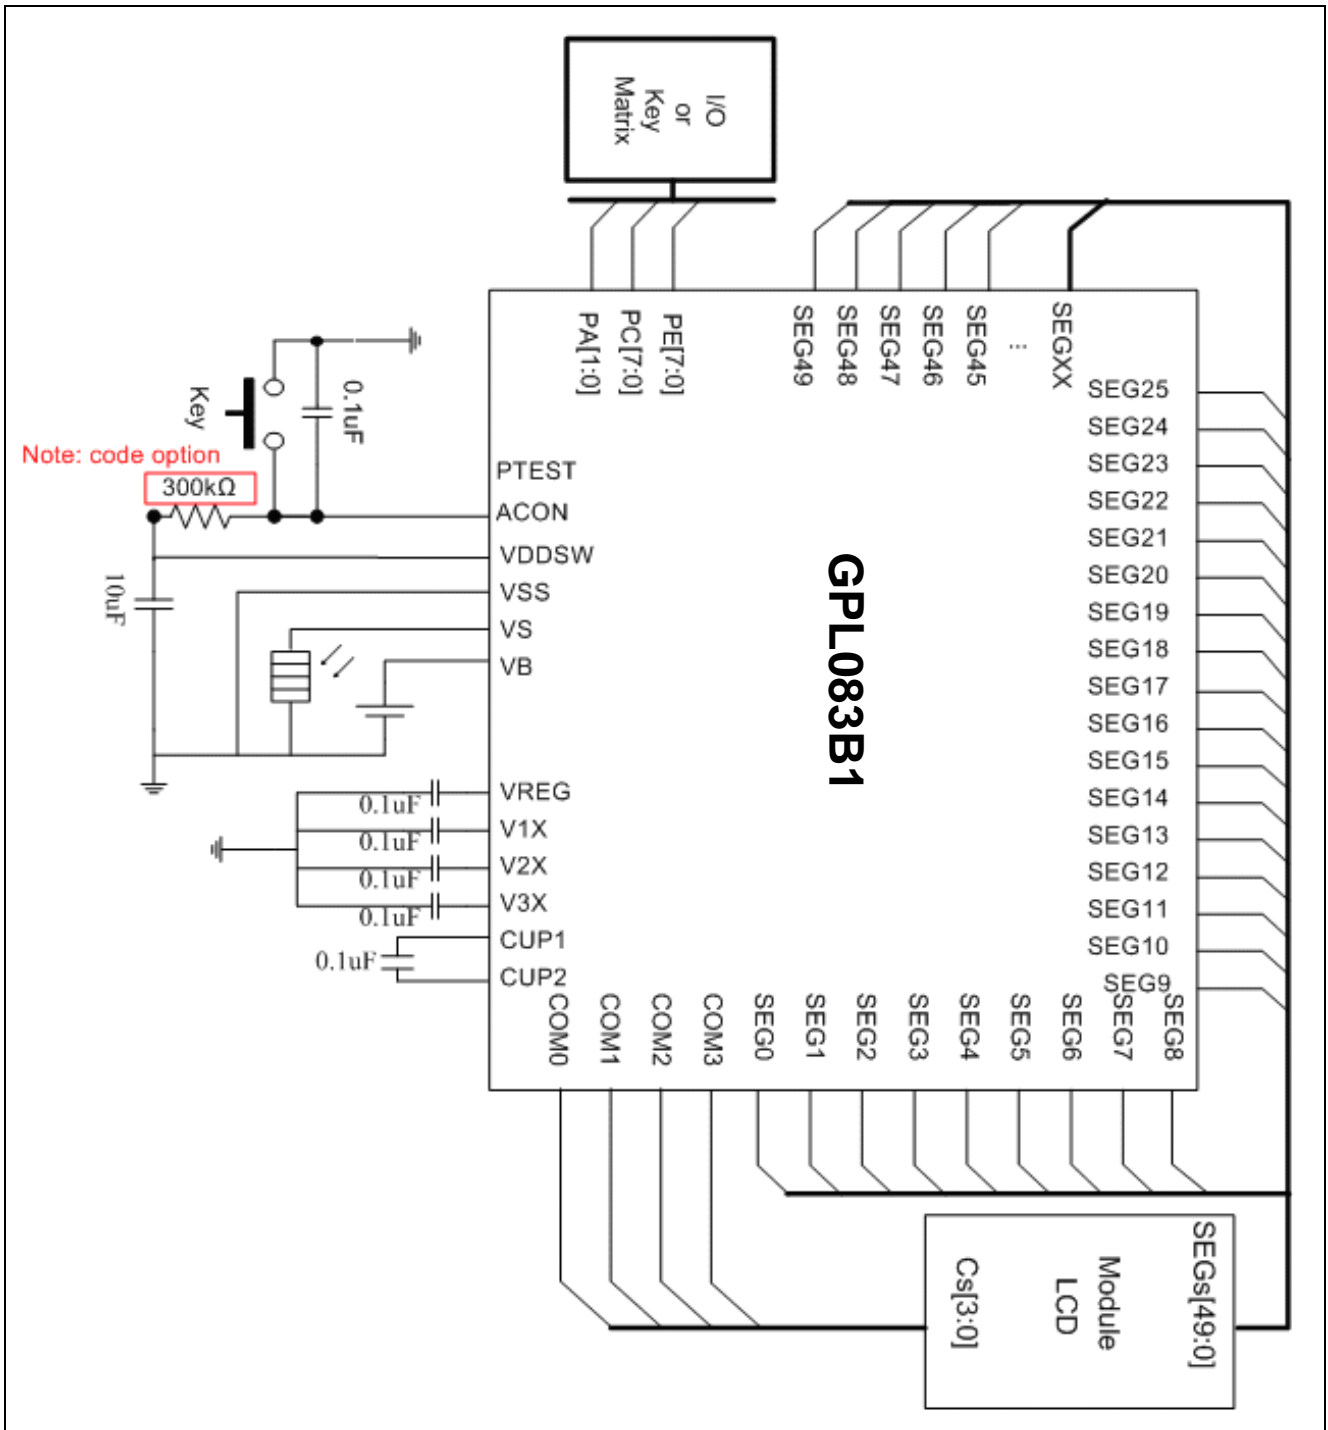 I/O
or
Key
Matrix
PA[1:0]
PC[7:0]
PE[7:0]
SEG49
SEG48
SEG47
SEG46
SEG45
...
SEGXX
Key
0.1uF
Note: code option
300kΩ
10uF
PTEST
ACON
VDDSW
VSS
VS
VB
VREG
V1X
V2X
V3X
CUP1
CUP2
0.1uF
0.1uF
0.1uF
0.1uF
0.1uF
GPL083B1
SEG25
SEG24
SEG23
SEG22
SEG21
SEG20
SEG19
SEG18
SEG17
SEG16
SEG15
SEG14
SEG13
SEG12
SEG11
SEG10
SEG9
COM0
COM1
COM2
COM3
SEG0
SEG1
SEG2
SEG3
SEG4
SEG5
SEG6
SEG7
SEG8
SEGs[49:0]
Module
LCD
Cs[3:0]